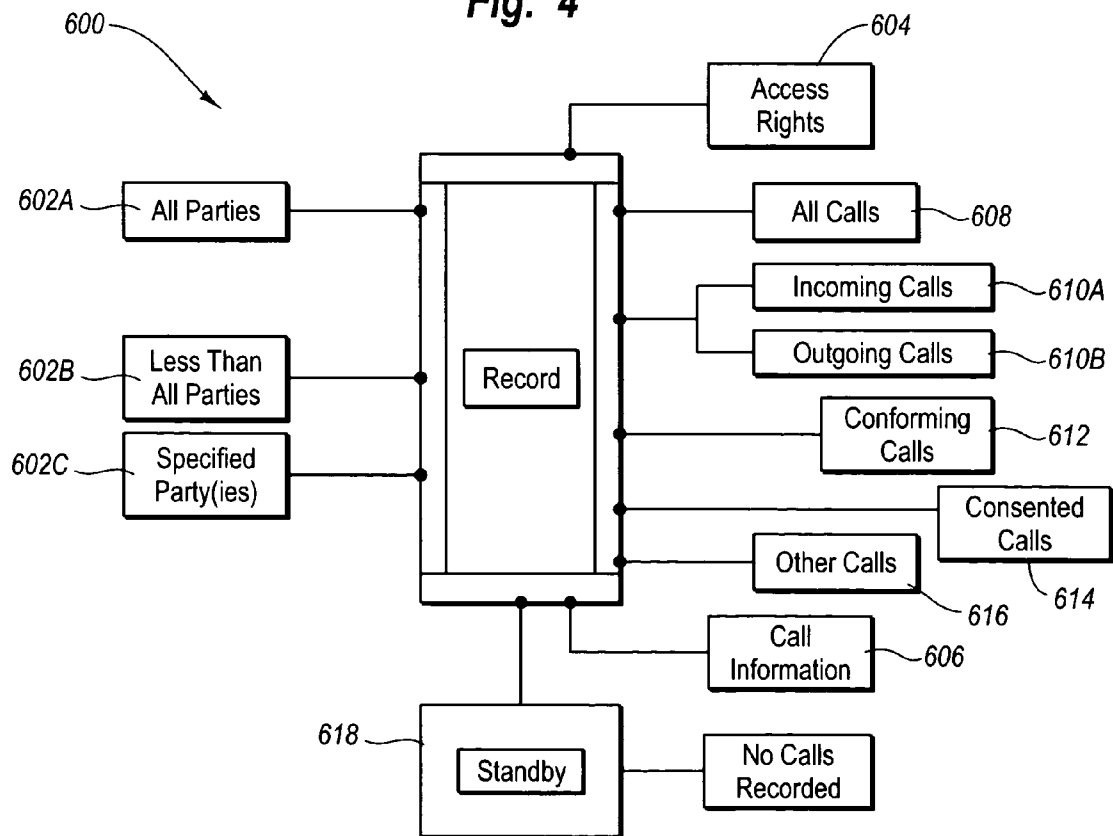 Fig. 4
600
604
Access
Rights
602A
All Parties
All Calls
608
Incoming Calls
610A
Outgoing Calls
610B
602B
Less Than
All Parties
Record
Conforming
Calls
612
602C
Specified
Party(ies)
Consented
Calls
614
Other Calls
616
Call
Information
606
618
Standby
No Calls
Recorded